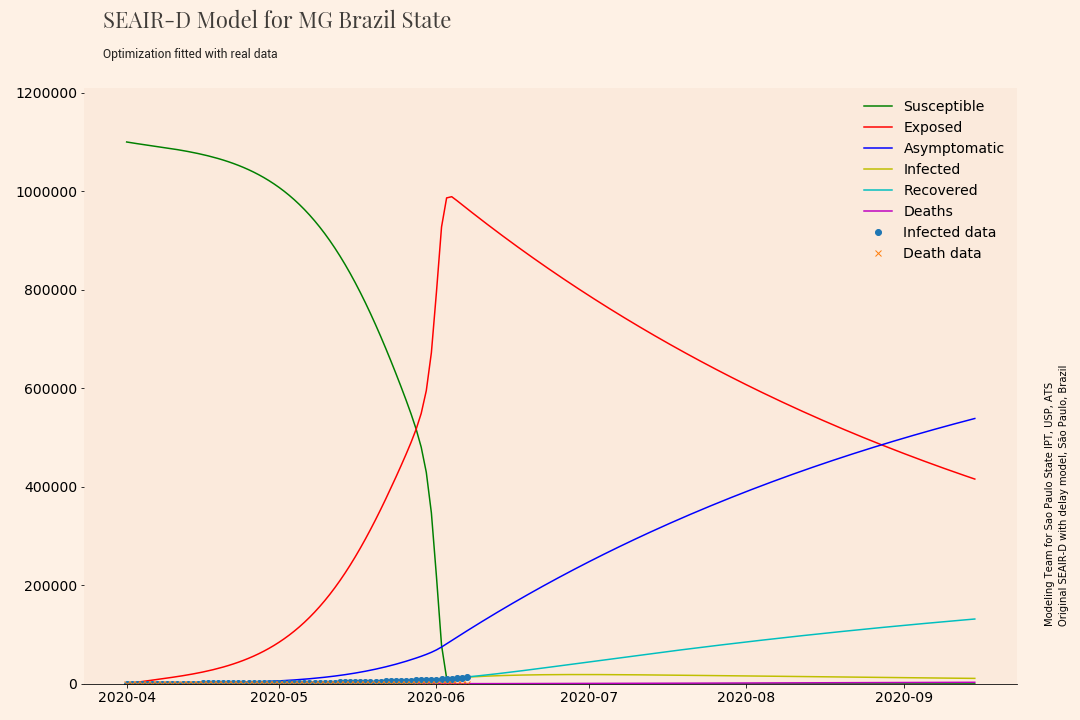 SEAIR-D Model for MG Brazil State
Optimization fitted with real data
1200000
1000000
800000
600000
400000
200000
0
2020-04
2020-05
2020-06
2020-07
2020-08
2020-09
Susceptible
Exposed
Asymptomatic
Infected
Recovered
Deaths
Infected data
Death data
Modeling Team for Sao Paulo State IPT, USP, ATS
Original SEAIR-D with delay model, São Paulo, Brazil